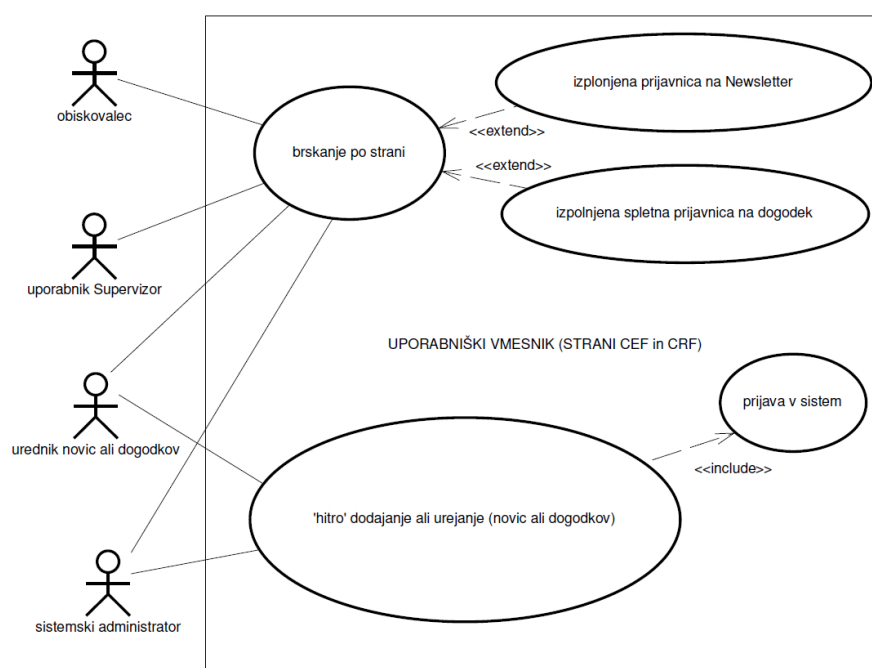 izplonjena prijavnica na Newsletter
obiskovalec
<<extend>>
brskanje po strani
<<extend>>
izpolnjena spletna prijavnica na dogodek
uporabnik Supervizor
UPORABNIŠKI VMESNIK (STRANI CEF in CRF)
prijava v sistem
urednik novic ali dogodkov
<<include>>
'hitro' dodajanje ali urejanje (novic ali dogodkov)
sistemski administrator